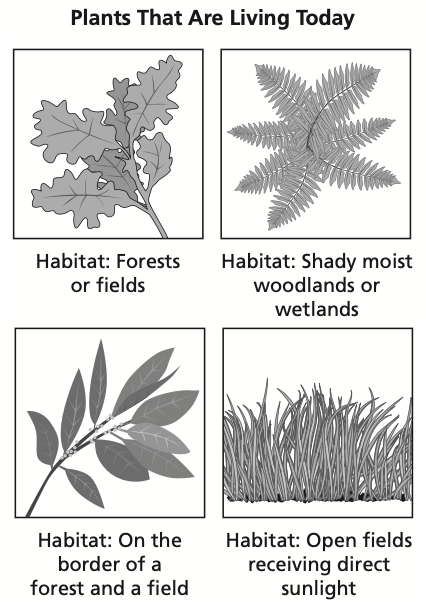 Plants That Are Living Today
Habitat: Forests
or fields
Habitat: Shady moist
woodlands or
wetlands
Habitat: On the
border of a
forest and a field
Habitat: Open fields
receiving direct
sunlight